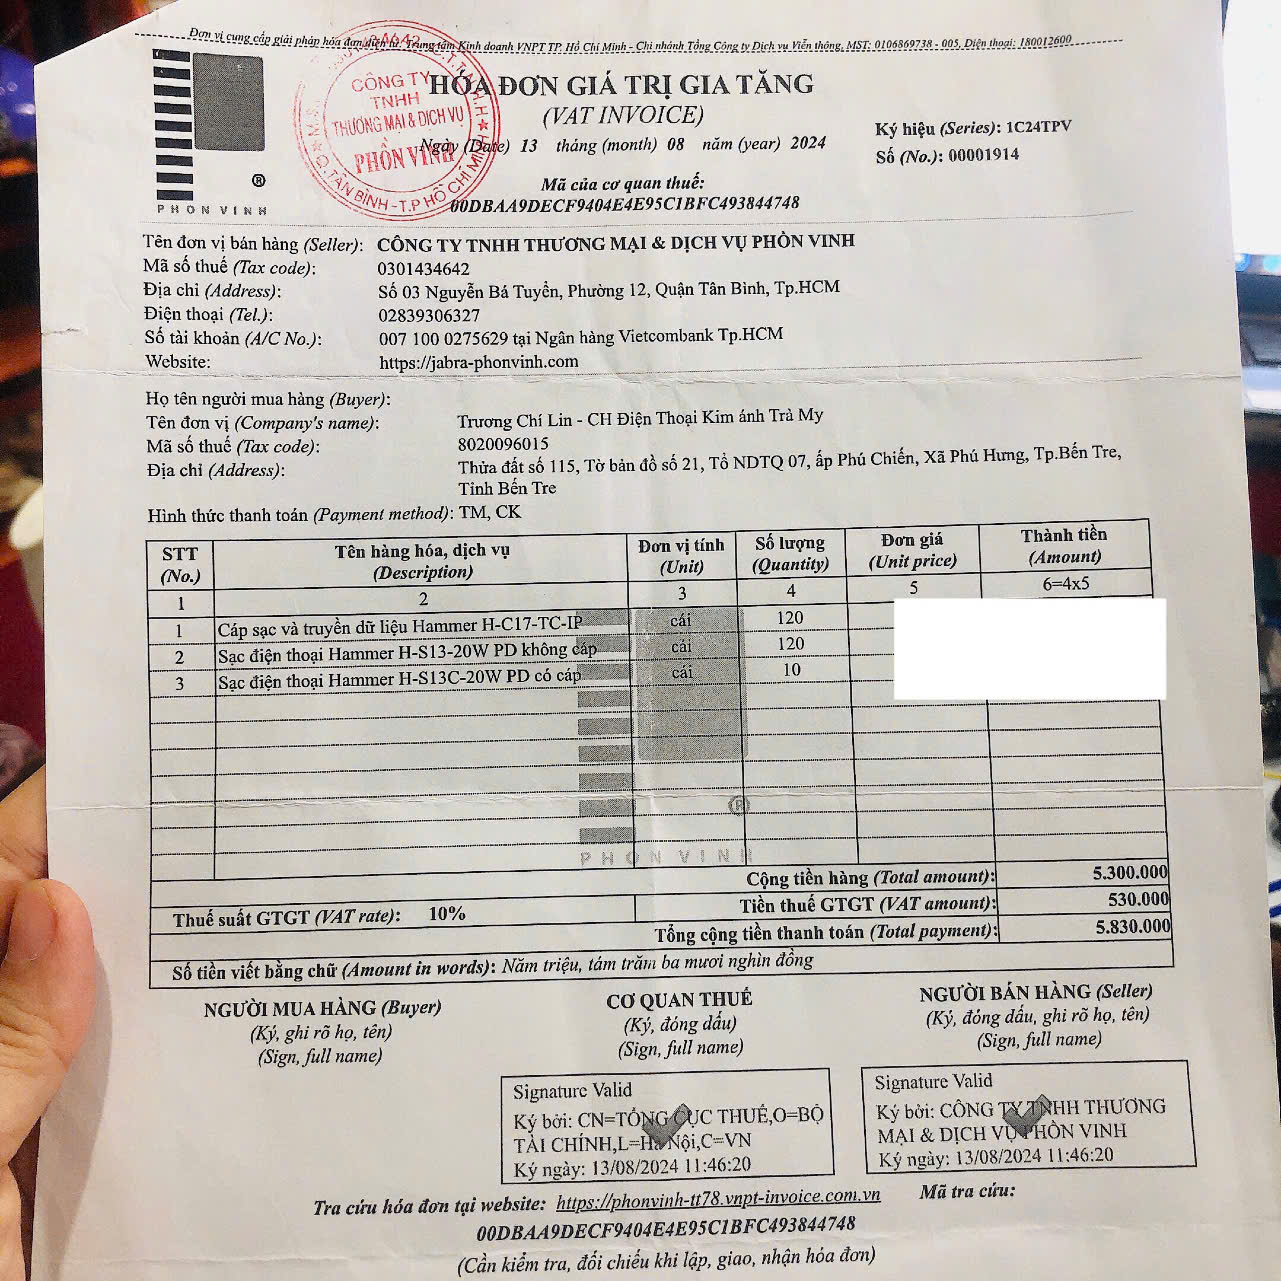 Đơn vị cung cấp giải pháp hóa đơn điện tử: Trung tâm Kinh doanh VNPT TP. Hồ Chí Minh - Chi nhánh Tổng Công ty Dịch vụ Viễn thông, MST: 0106869738 - 005, Điện thoại: 180012600
PHON VINH
®
CÔNG TY
TNHH
THƯƠNG MẠI & DỊCH VỤ
PHỒN VINH
Q.TÂN BÌNH - T.P HỒ CHÍ MINH
HÓA ĐƠN GIÁ TRỊ GIA TĂNG
(VAT INVOICE)
Ngày (Date) 13 tháng (month) 08 năm (year) 2024
Ký hiệu (Series): 1C24TPV
Số (No.): 00001914
Mã của cơ quan thuế:
00DBAA9DECF9404E4E95C1BFC493844748
Tên đơn vị bán hàng (Seller): CÔNG TY TNHH THƯƠNG MẠI & DỊCH VỤ PHỒN VINH
Mã số thuế (Tax code): 0301434642
Địa chỉ (Address): Số 03 Nguyễn Bá Tuyển, Phường 12, Quận Tân Bình, Tp.HCM
Điện thoại (Tel.): 02839306327
Số tài khoản (A/C No.): 007 100 0275629 tại Ngân hàng Vietcombank Tp.HCM
Website: https://jabra-phonvinh.com
Họ tên người mua hàng (Buyer):
Tên đơn vị (Company's name): Trương Chí Lin - CH Điện Thoại Kim ánh Trà My
Mã số thuế (Tax code): 8020096015
Địa chỉ (Address): Thửa đất số 115, Tờ bản đồ số 21, Tổ NDTQ 07, ấp Phú Chiến, Xã Phú Hưng, Tp.Bến Tre,
Tỉnh Bến Tre
Hình thức thanh toán (Payment method): TM, CK
STT (No.) Tên hàng hóa, dịch vụ (Description) Đơn vị tính (Unit) Số lượng (Quantity) Đơn giá (Unit price) Thành tiền (Amount)
1 2 3 4 5 6=4x5
1 Cáp sạc và truyền dữ liệu Hammer H-C17-TC-IP cái 120
2 Sạc điện thoại Hammer H-S13-20W PD không cáp cái 120
3 Sạc điện thoại Hammer H-S13C-20W PD có cáp cái 10
®
PHON VINH
Cộng tiền hàng (Total amount): 5.300.000
Thuế suất GTGT (VAT rate): 10% Tiền thuế GTGT (VAT amount): 530.000
Tổng cộng tiền thanh toán (Total payment): 5.830.000
Số tiền viết bằng chữ (Amount in words): Năm triệu, tám trăm ba mươi nghìn đồng
NGƯỜI MUA HÀNG (Buyer)
(Ký, ghi rõ họ, tên)
(Sign, full name)
CƠ QUAN THUẾ
(Ký, đóng dấu)
(Sign, full name)
NGƯỜI BÁN HÀNG (Seller)
(Ký, đóng dấu, ghi rõ họ, tên)
(Sign, full name)
Signature Valid
Ký bởi: CN=TỔNG CỤC THUẾ,O=BỘ
TÀI CHÍNH,L=Hà Nội,C=VN
Ký ngày: 13/08/2024 11:46:20
Signature Valid
Ký bởi: CÔNG TY TNHH THƯƠNG
MẠI & DỊCH VỤ PHỒN VINH
Ký ngày: 13/08/2024 11:46:20
Tra cứu hóa đơn tại website: https://phonvinh-tt78.vnpt-invoice.com.vn Mã tra cứu:
00DBAA9DECF9404E4E95C1BFC493844748
(Cần kiểm tra, đối chiếu khi lập, giao, nhận hóa đơn)